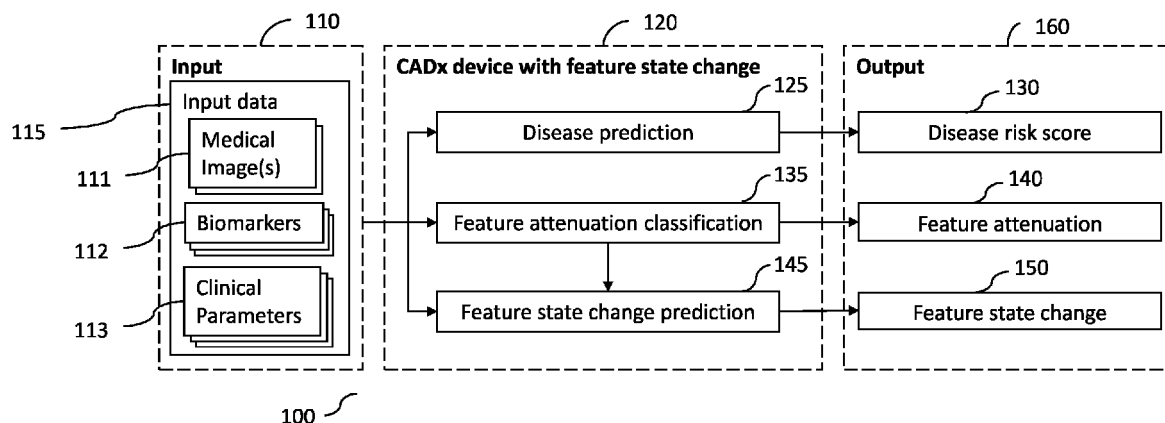 110
120
160
Input
CADx device with feature state change
Output
115
Input data
125
130
Medical
Image(s)
111
Disease prediction
Disease risk score
135
140
Biomarkers
112
Feature attenuation classification
Feature attenuation
145
150
Clinical
Parameters
113
Feature state change prediction
Feature state change
100